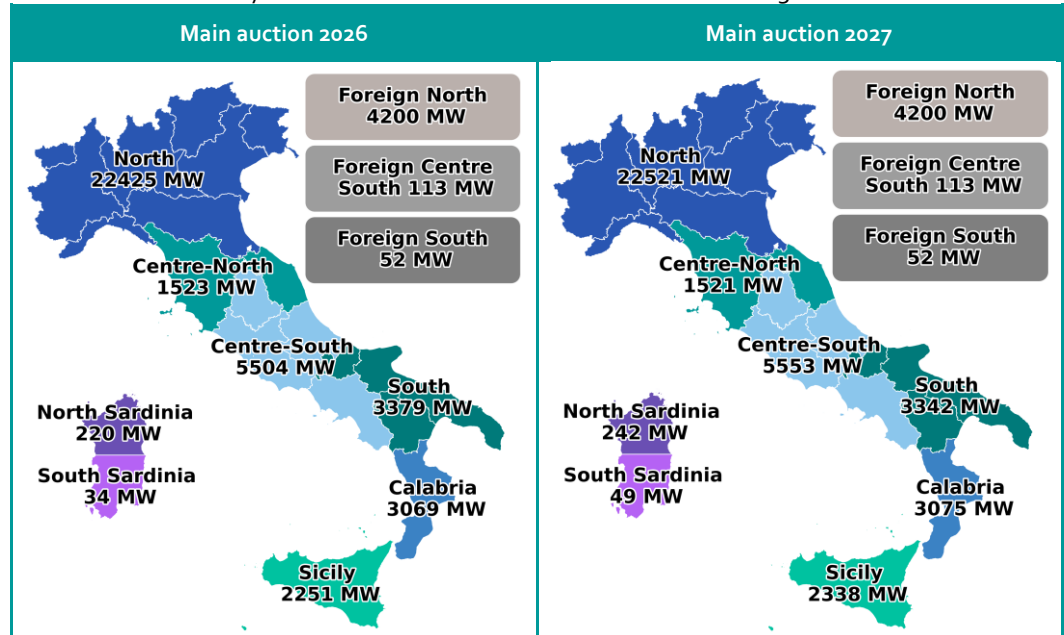 Main auction 2026
Main auction 2027
Foreign North
4200 MW
Foreign Centre
South 113 MW
Foreign South
52 MW
North
22425 MW
Centre-North
1523 MW
Centre-South
5504 MW
South
3379 MW
North Sardinia
220 MW
South Sardinia
34 MW
Calabria
3069 MW
Sicily
2251 MW
Foreign North
4200 MW
Foreign Centre
South 113 MW
Foreign South
52 MW
North
22521 MW
Centre-North
1521 MW
Centre-South
5553 MW
South
3342 MW
North Sardinia
242 MW
South Sardinia
49 MW
Calabria
3075 MW
Sicily
2338 MW